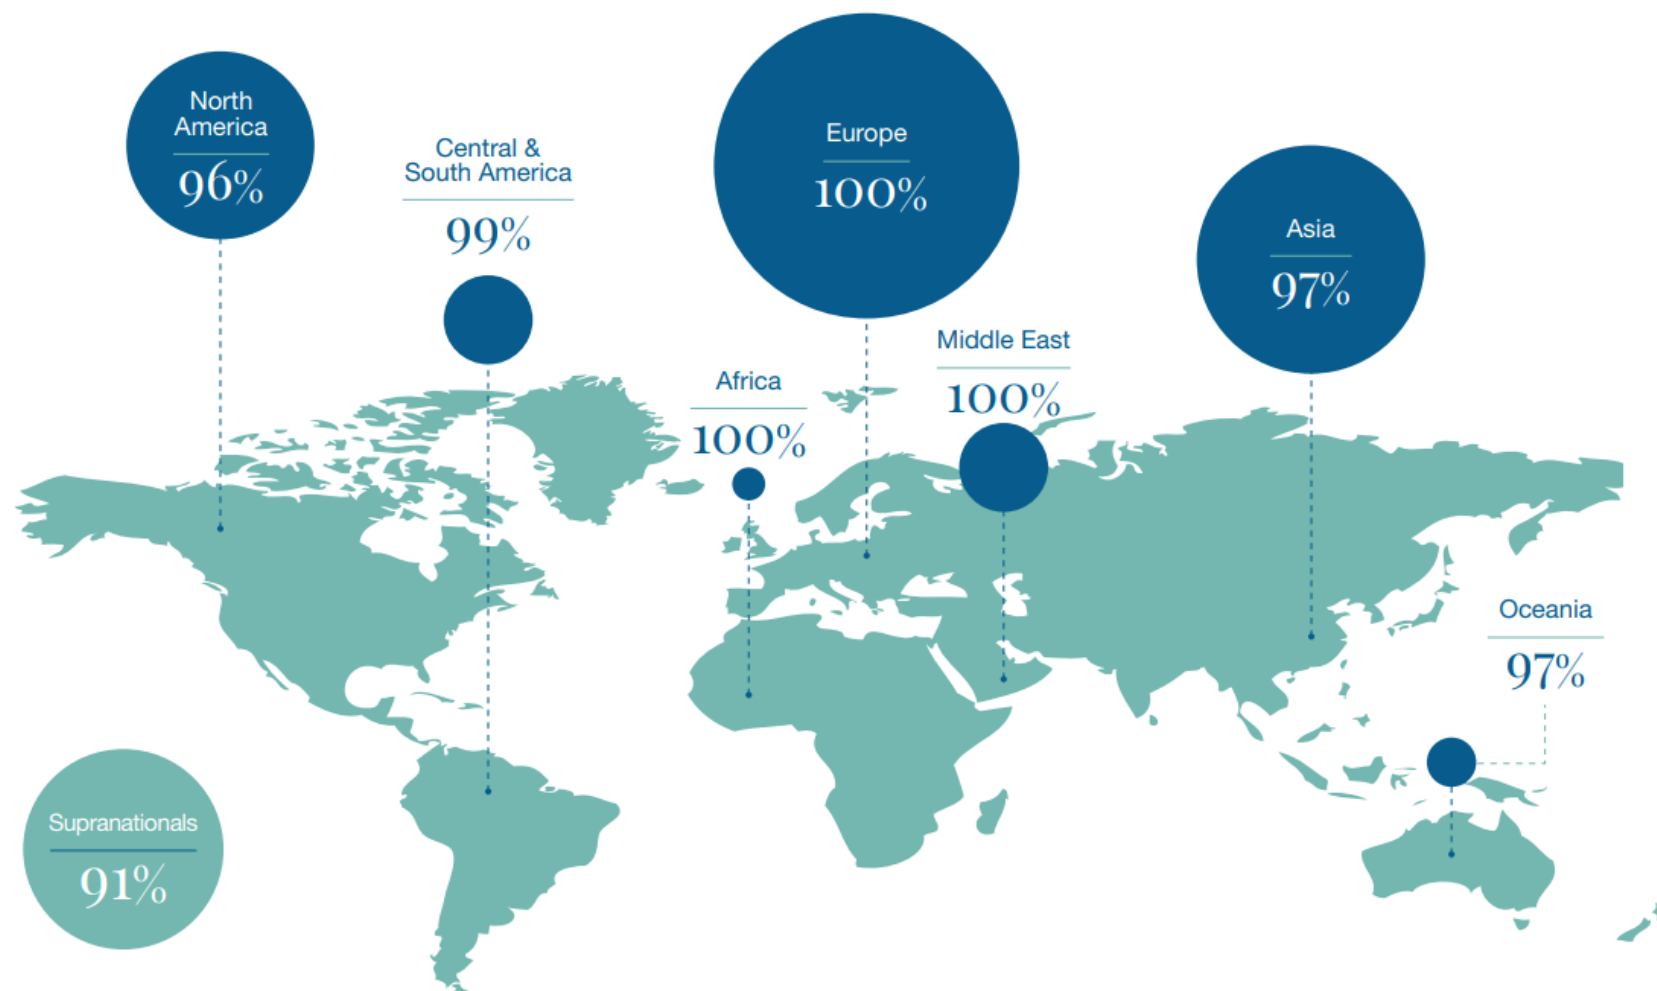 North
America
96%
Central &
South America
99%
Europe
100%
Asia
97%
Middle East
100%
Africa
100%
Oceania
97%
Supranationals
91%